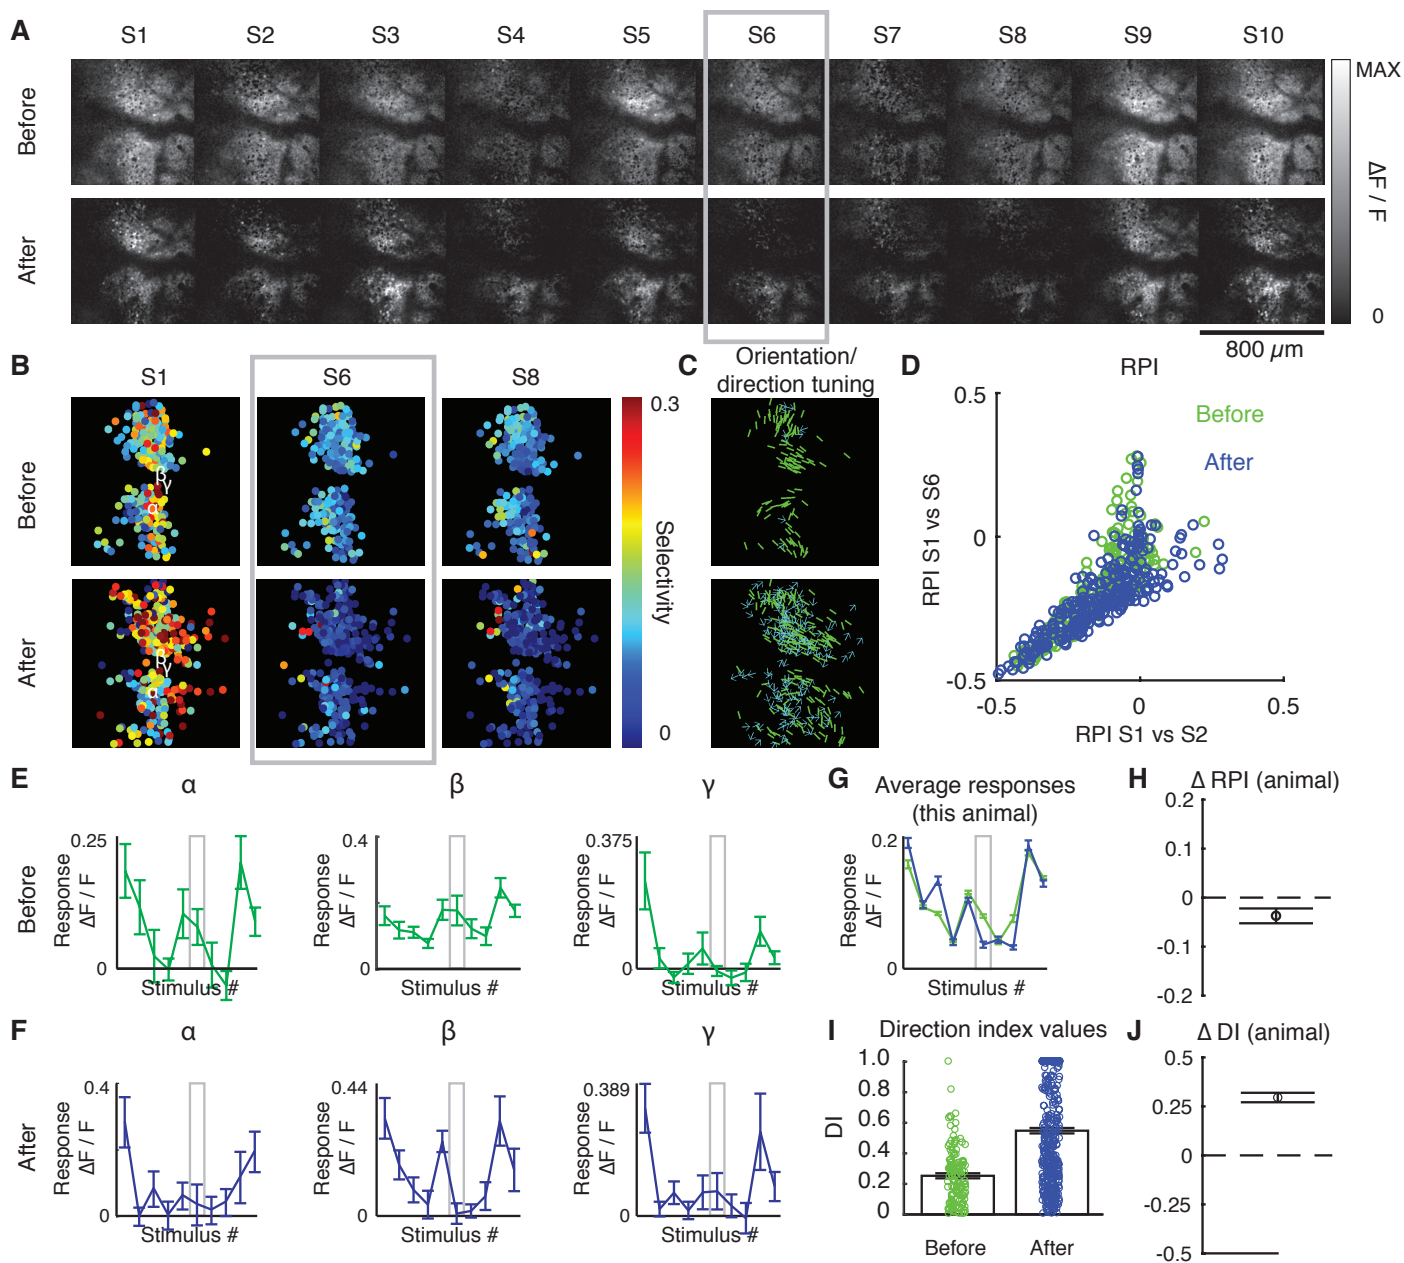 A
S1 S2 S3 S4 S5 S6 S7 S8 S9 S10
Before
After
MAX
ΔF / F
0
800 µm
B
S1 S6 S8
Before
After
β
γ
α
β
γ
α
0.3
Selectivity
0
C
Orientation/
direction tuning
D
RPI
0.5
Before
After
RPI S1 vs S6
0
-0.5
-0.5 0 0.5
RPI S1 vs S2
E
α β γ
Before
0.25
Response
ΔF / F
0
Stimulus #
0.4
Response
ΔF / F
0
Stimulus #
0.375
Response
ΔF / F
0
Stimulus #
G
Average responses
(this animal)
0.2
Response
ΔF / F
0
Stimulus #
H
Δ RPI (animal)
0.2
0.1
0
-0.1
-0.2
F
α β γ
After
0.4
Response
ΔF / F
0
Stimulus #
0.44
Response
ΔF / F
0
Stimulus #
0.389
Response
ΔF / F
0
Stimulus #
I
Direction index values
1.0
0.8
0.6
0.4
0.2
0
DI
Before After
J
Δ DI (animal)
0.5
0.25
0
-0.25
-0.5